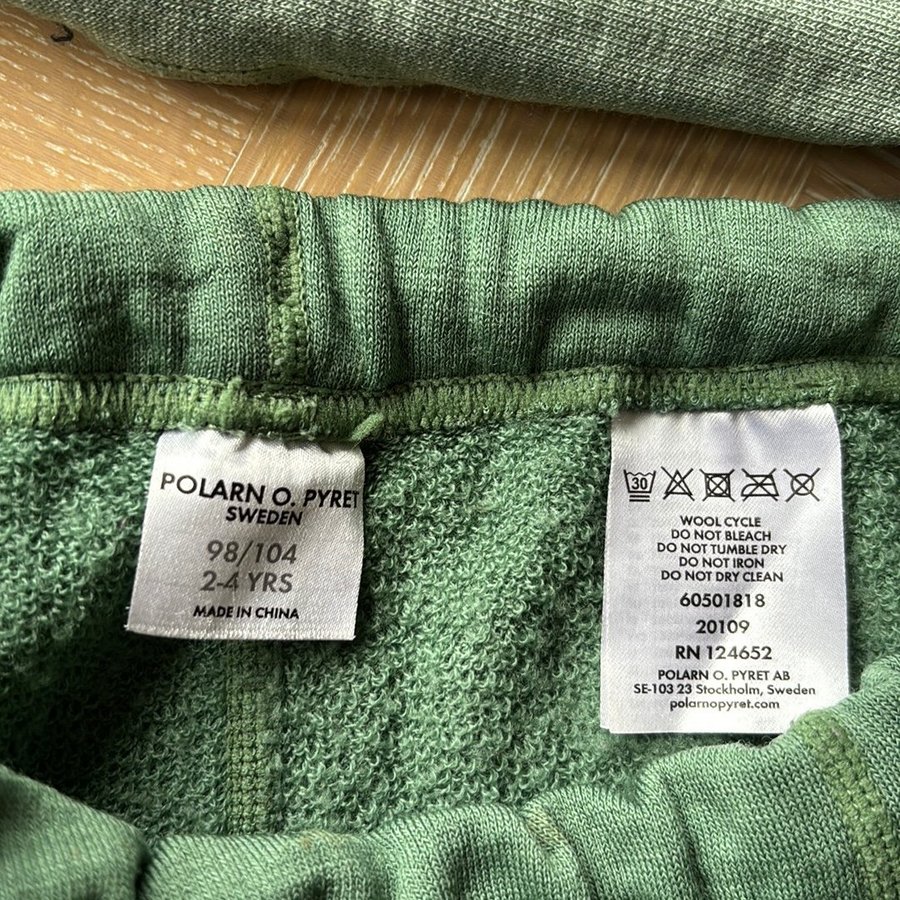 POLARN O. PYRET
SWEDEN
98/104
2-4 YRS
MADE IN CHINA
30
WOOL CYCLE
DO NOT BLEACH
DO NOT TUMBLE DRY
DO NOT IRON
DO NOT DRY CLEAN
60501818
20109
RN 124652
POLARN O. PYRET AB
SE-103 23 Stockholm, Sweden
polarnopyret.com